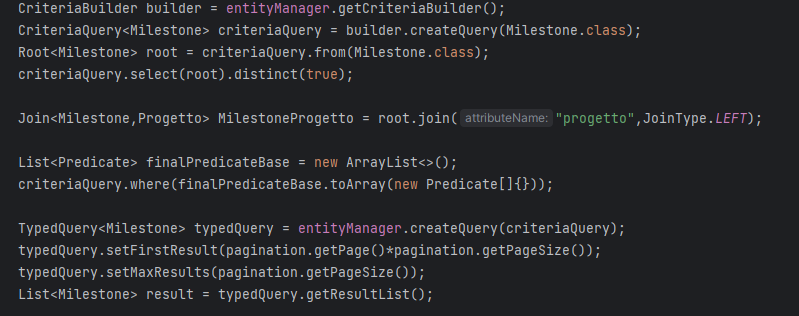 CriteriaBuilder builder = entityManager.getCriteriaBuilder();
CriteriaQuery<Milestone> criteriaQuery = builder.createQuery(Milestone.class);
Root<Milestone> root = criteriaQuery.from(Milestone.class);
criteriaQuery.select(root).distinct(true);
Join<Milestone,Progetto> MilestoneProgetto = root.join( attributeName: "progetto",JoinType.LEFT);
List<Predicate> finalPredicateBase = new ArrayList<>();
criteriaQuery.where(finalPredicateBase.toArray(new Predicate[]{}));
TypedQuery<Milestone> typedQuery = entityManager.createQuery(criteriaQuery);
typedQuery.setFirstResult(pagination.getPage()*pagination.getPageSize());
typedQuery.setMaxResults(pagination.getPageSize());
List<Milestone> result = typedQuery.getResultList();